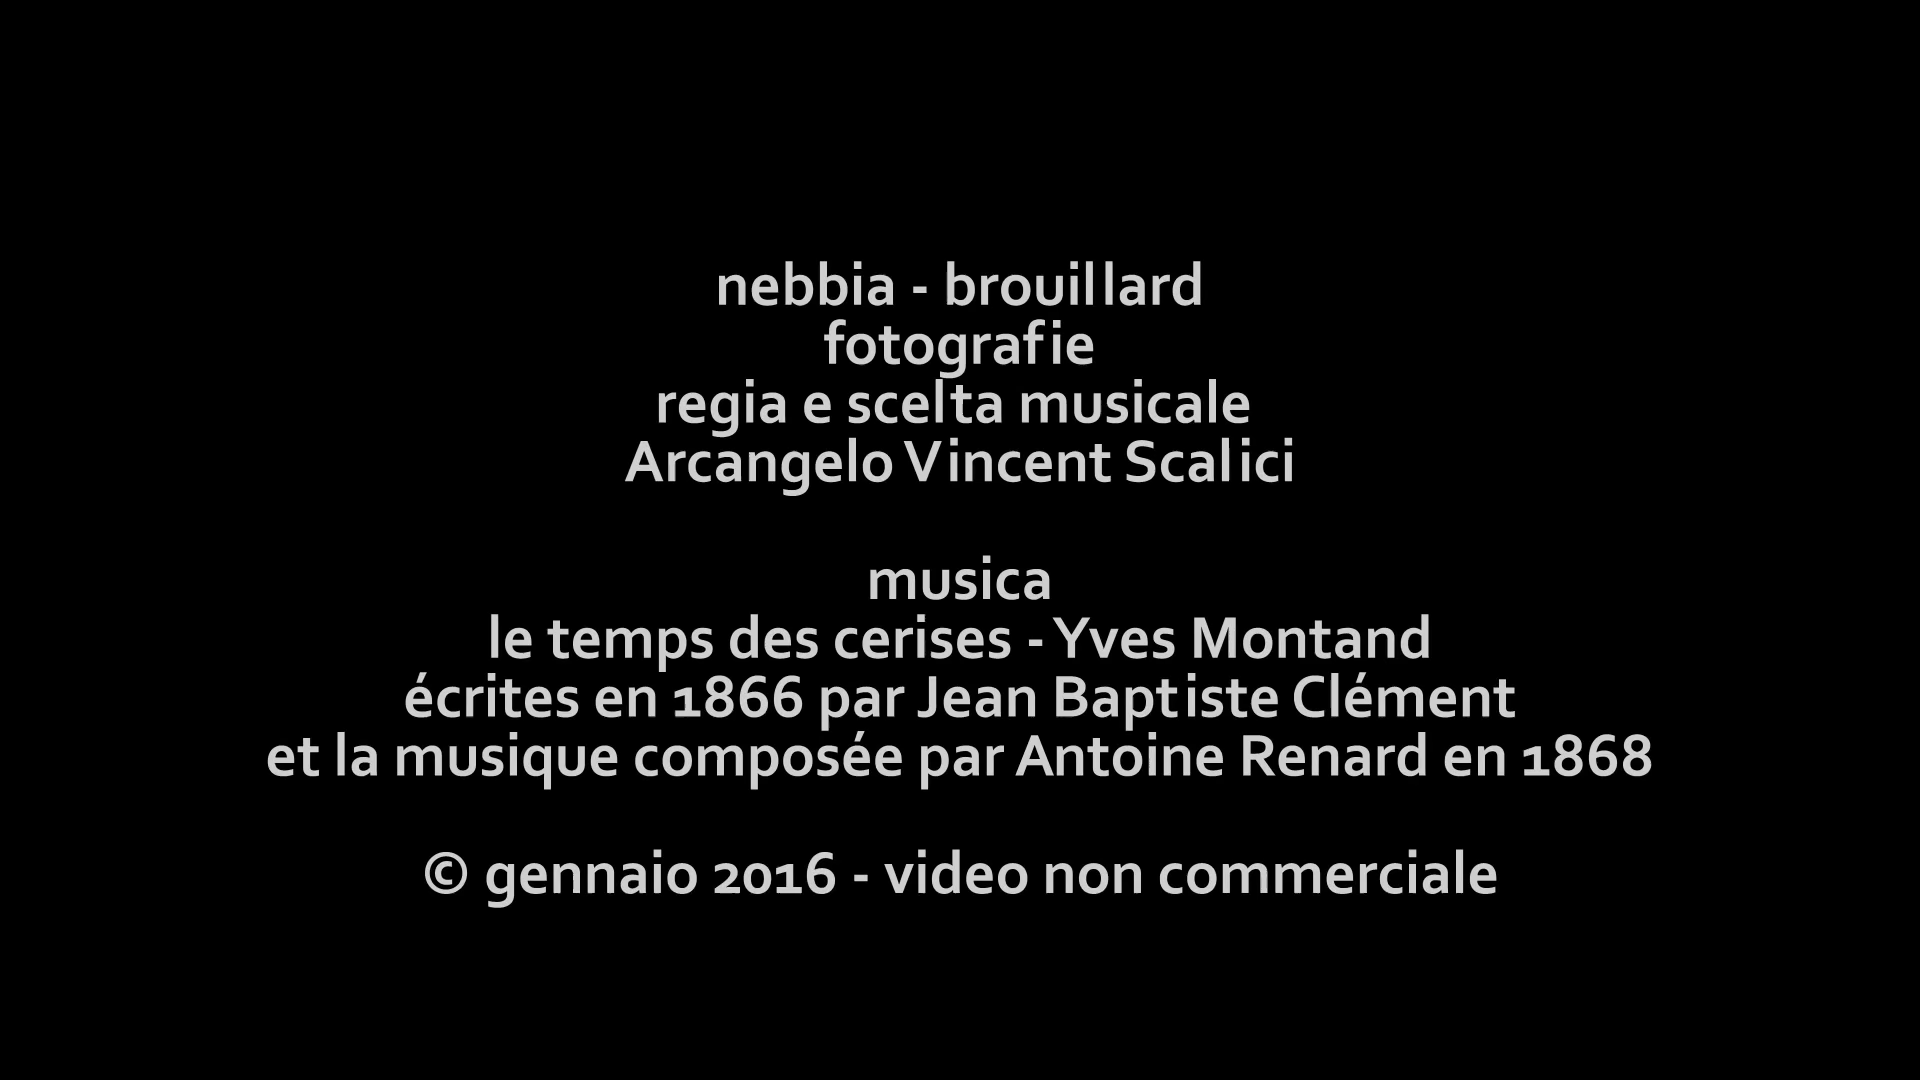 nebbia - brouillard
fotografie
regia e scelta musicale
Arcangelo Vincent Scalici
musica
le temps des cerises - Yves Montand
écrites en 1866 par Jean Baptiste Clément
et la musique composée par Antoine Renard en 1868
© gennaio 2016 - video non commerciale